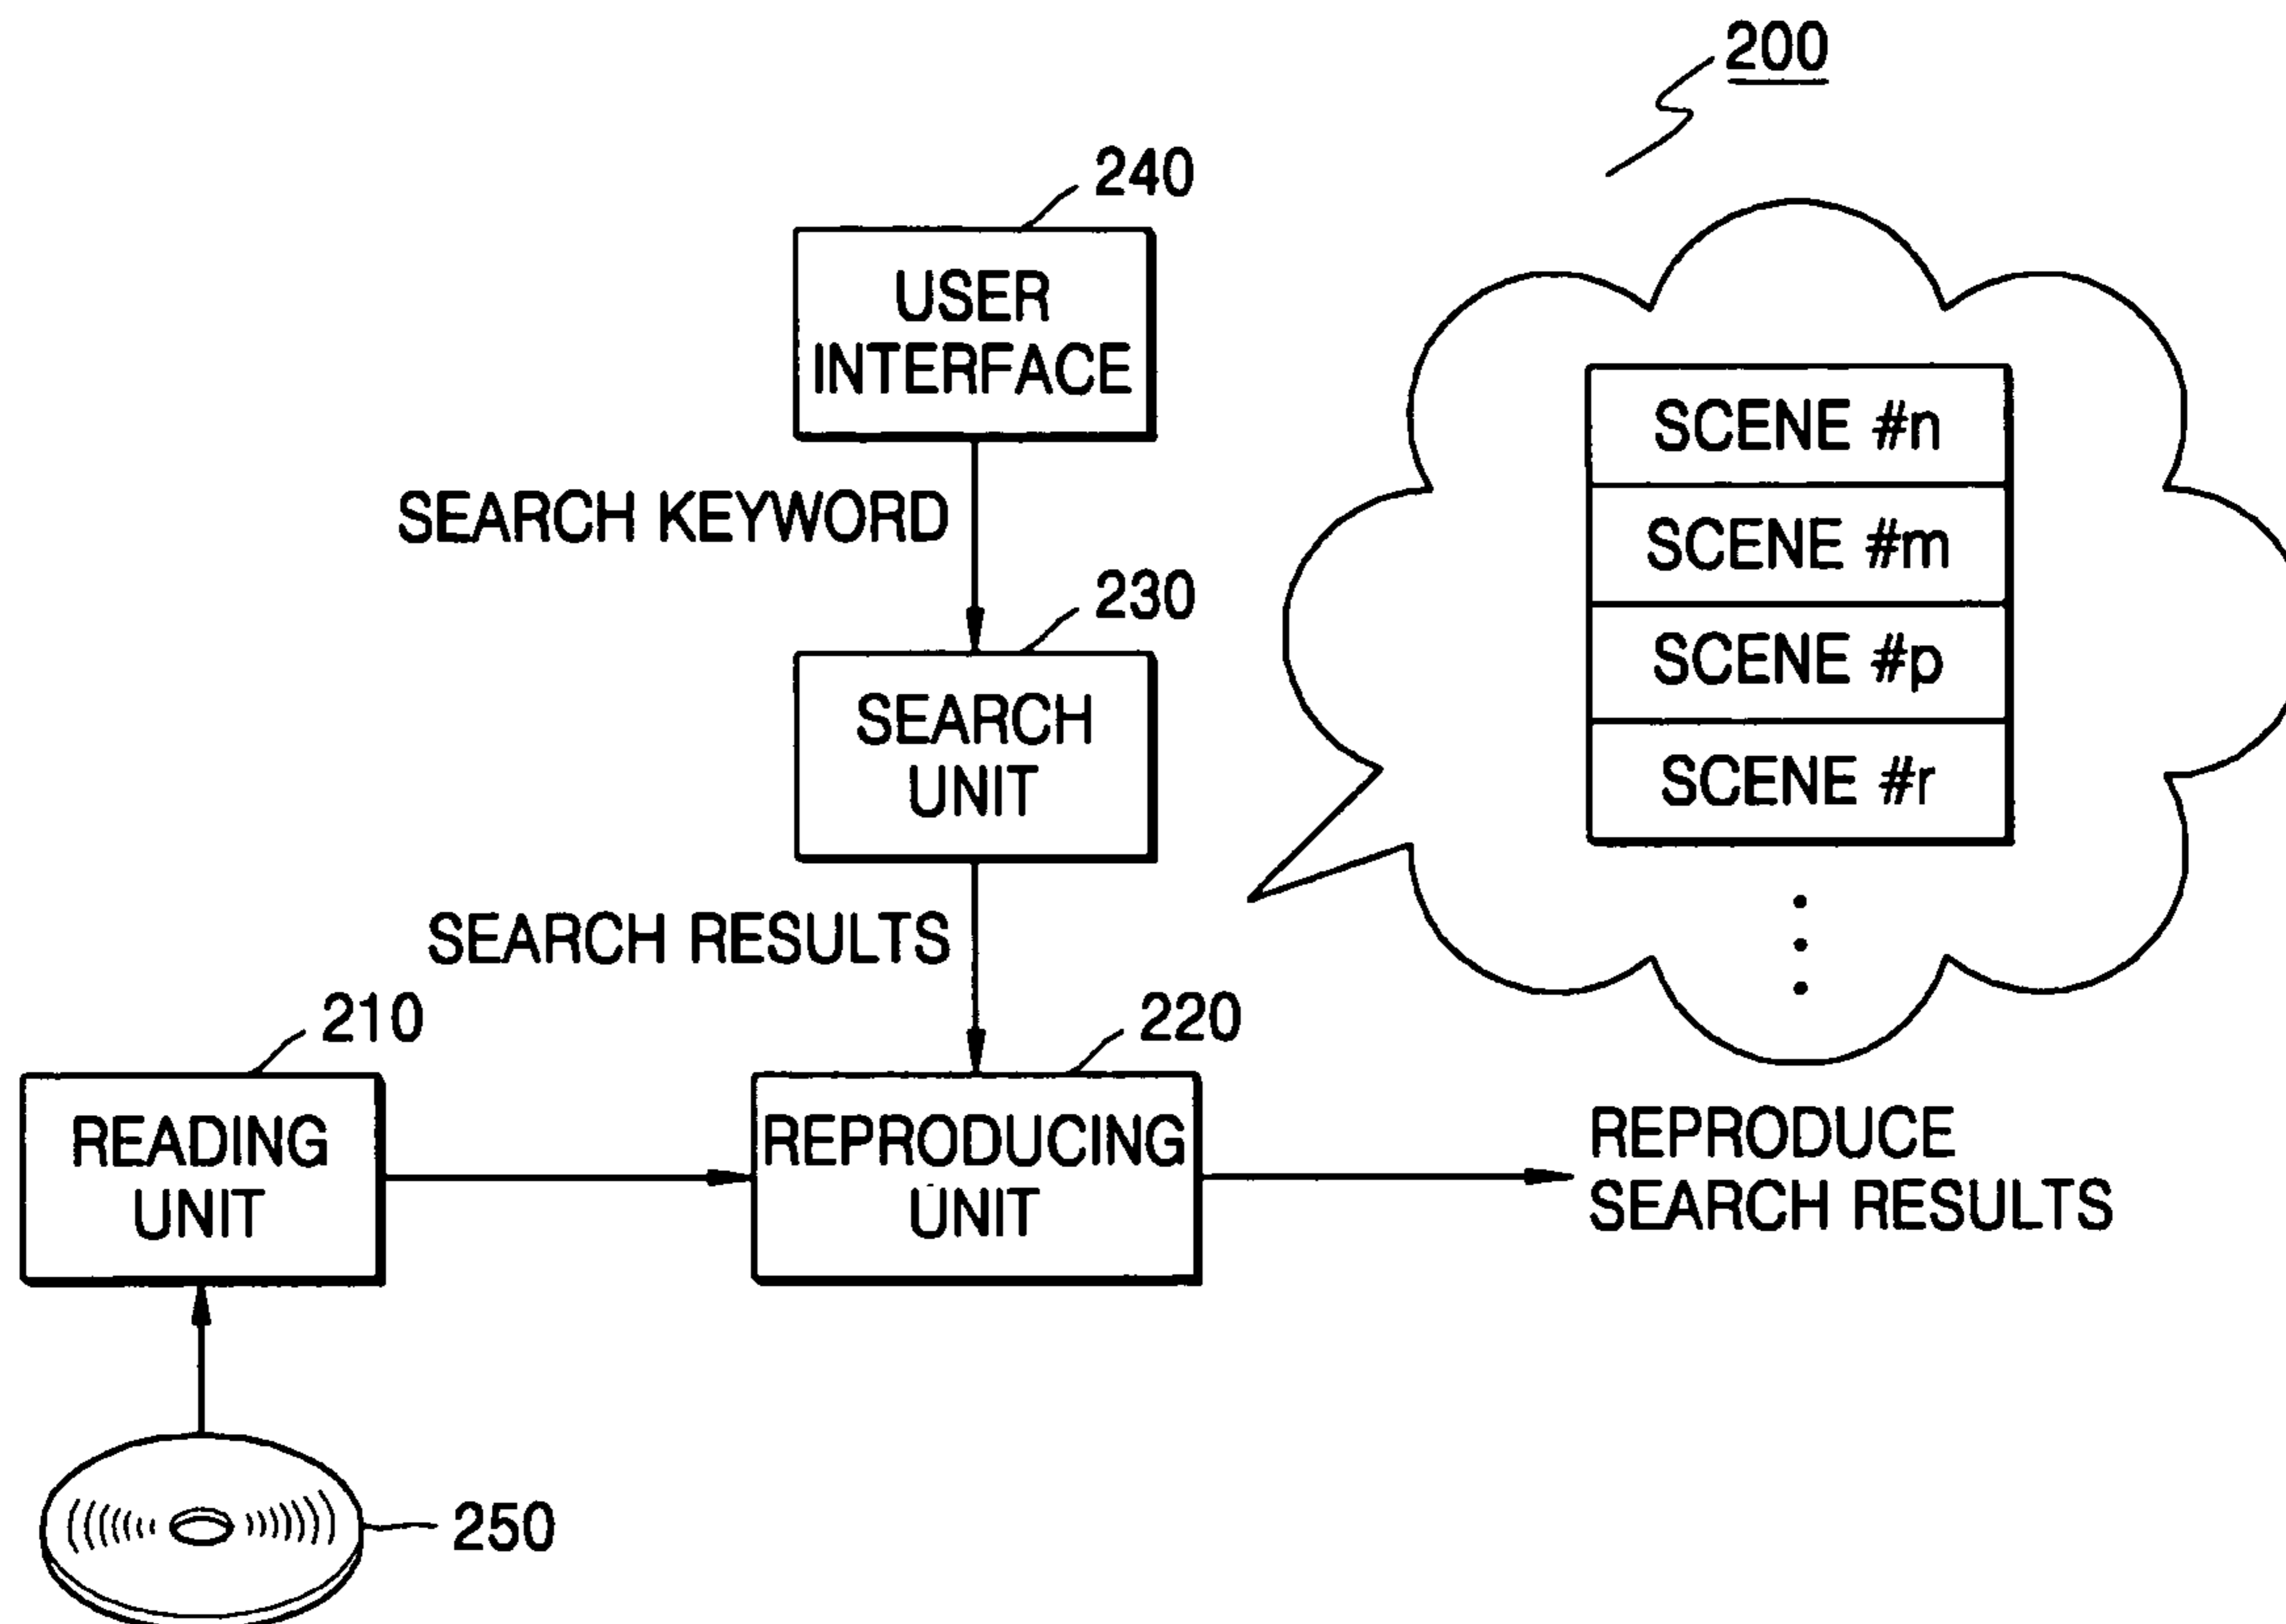 200
240
USER
INTERFACE
SEARCH KEYWORD
230
SEARCH
UNIT
SEARCH RESULTS
SCENE #n
SCENE #m
SCENE #p
SCENE #r
210
READING
UNIT
220
REPRODUCING
UNIT
REPRODUCE
SEARCH RESULTS
250